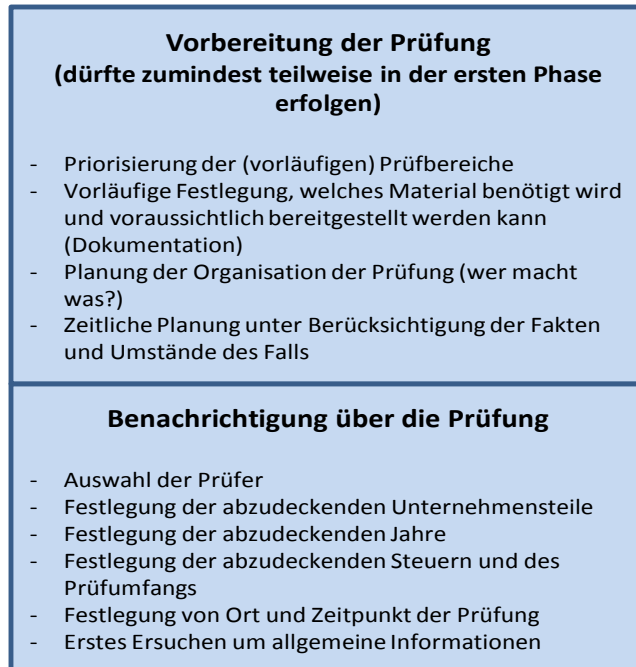 Vorbereitung der Prüfung
(dürfte zumindest teilweise in der ersten Phase
erfolgen)
- Priorisierung der (vorläufigen) Prüfbereiche
- Vorläufige Festlegung, welches Material benötigt wird
und voraussichtlich bereitgestellt werden kann
(Dokumentation)
- Planung der Organisation der Prüfung (wer macht
was?)
- Zeitliche Planung unter Berücksichtigung der Fakten
und Umstände des Falls
Benachrichtigung über die Prüfung
- Auswahl der Prüfer
- Festlegung der abzudeckenden Unternehmensteile
- Festlegung der abzudeckenden Jahre
- Festlegung der abzudeckenden Steuern und des
Prüfumfangs
- Festlegung von Ort und Zeitpunkt der Prüfung
- Erstes Ersuchen um allgemeine Informationen